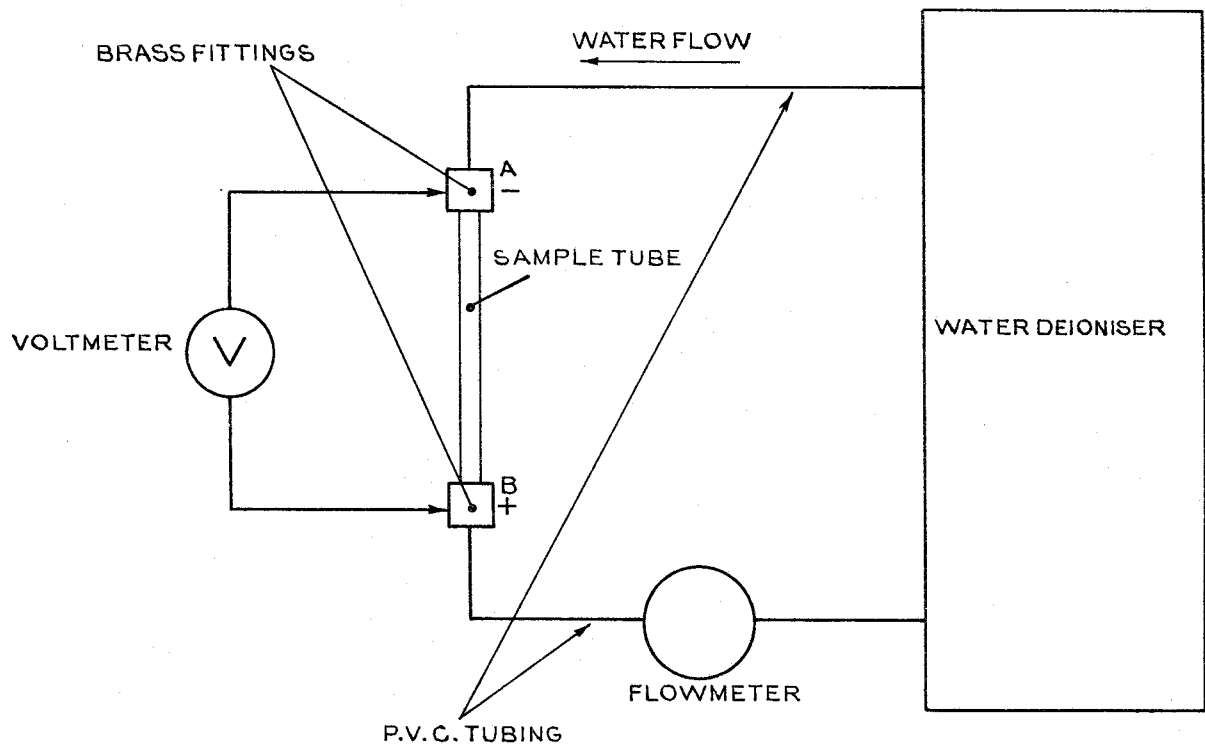 WATER FLOW
BRASS FITTINGS
A
−
SAMPLE TUBE
VOLTMETER
V
WATER DEIONISER
B
+
FLOWMETER
P.V.C. TUBING